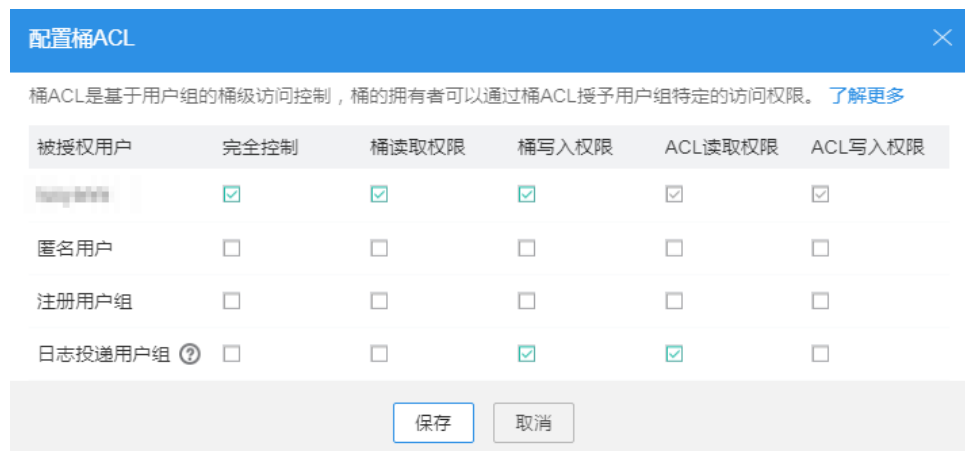 配置桶ACL
桶ACL是基于用户组的桶级访问控制，桶的拥有者可以通过桶ACL授予用户组特定的访问权限。 了解更多
被授权用户 完全控制 桶读取权限 桶写入权限 ACL读取权限 ACL写入权限
匿名用户
注册用户组
日志投递用户组 ?
保存 取消